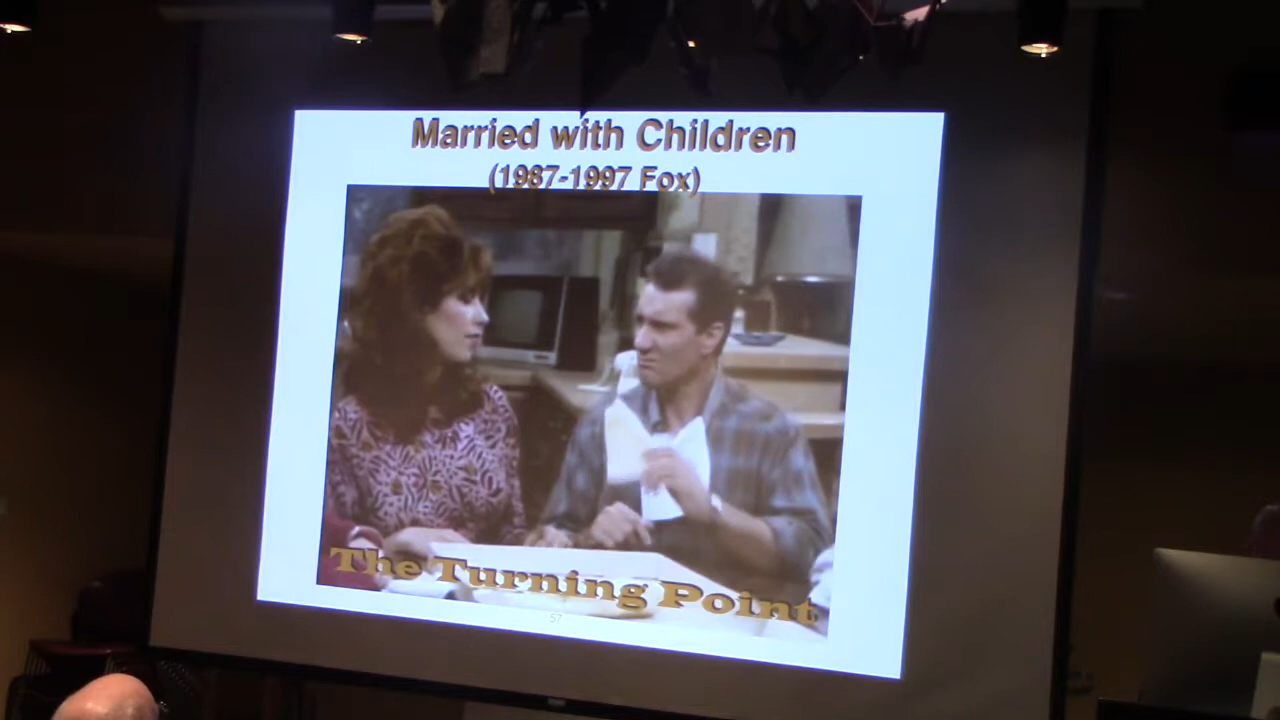 Married with Children
(1987-1997 Fox)
The Turning Point
57